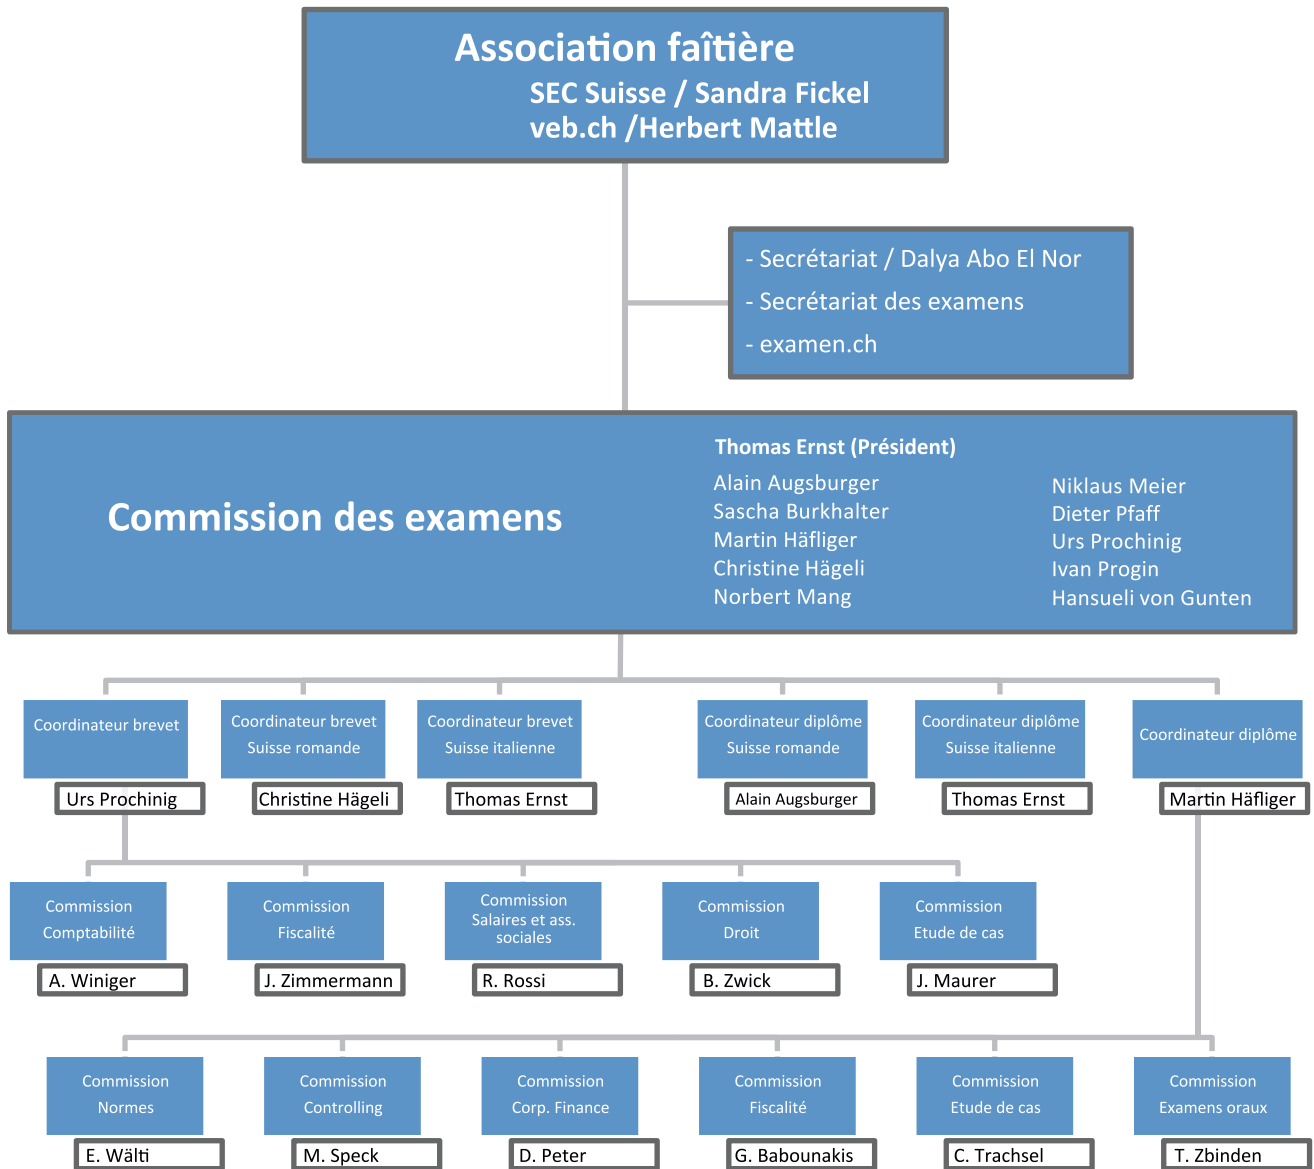 Association faîtière
SEC Suisse / Sandra Fickel
veb.ch /Herbert Mattle
- Secrétariat / Dalya Abo El Nor
- Secrétariat des examens
- examen.ch
Commission des examens
Thomas Ernst (Président)
Alain Augsburger
Sascha Burkhalter
Martin Häfliger
Christine Hägeli
Norbert Mang
Niklaus Meier
Dieter Pfaff
Urs Prochinig
Ivan Progin
Hansueli von Gunten
Coordinateur brevet
Urs Prochinig
Coordinateur brevet
Suisse romande
Christine Hägeli
Coordinateur brevet
Suisse italienne
Thomas Ernst
Coordinateur diplôme
Suisse romande
Alain Augsburger
Coordinateur diplôme
Suisse italienne
Thomas Ernst
Coordinateur diplôme
Martin Häfliger
Commission
Comptabilité
A. Winiger
Commission
Fiscalité
J. Zimmermann
Commission
Salaires et ass.
sociales
R. Rossi
Commission
Droit
B. Zwick
Commission
Etude de cas
J. Maurer
Commission
Normes
E. Wälti
Commission
Controlling
M. Speck
Commission
Corp. Finance
D. Peter
Commission
Fiscalité
G. Babounakis
Commission
Etude de cas
C. Trachsel
Commission
Examens oraux
T. Zbinden